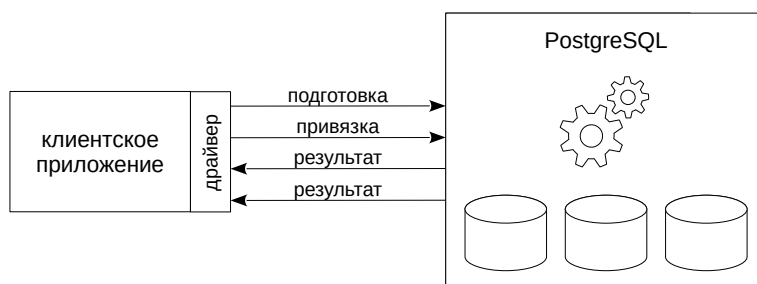 PostgreSQL
подготовка
клиентское
приложение
драйвер
привязка
результат
результат